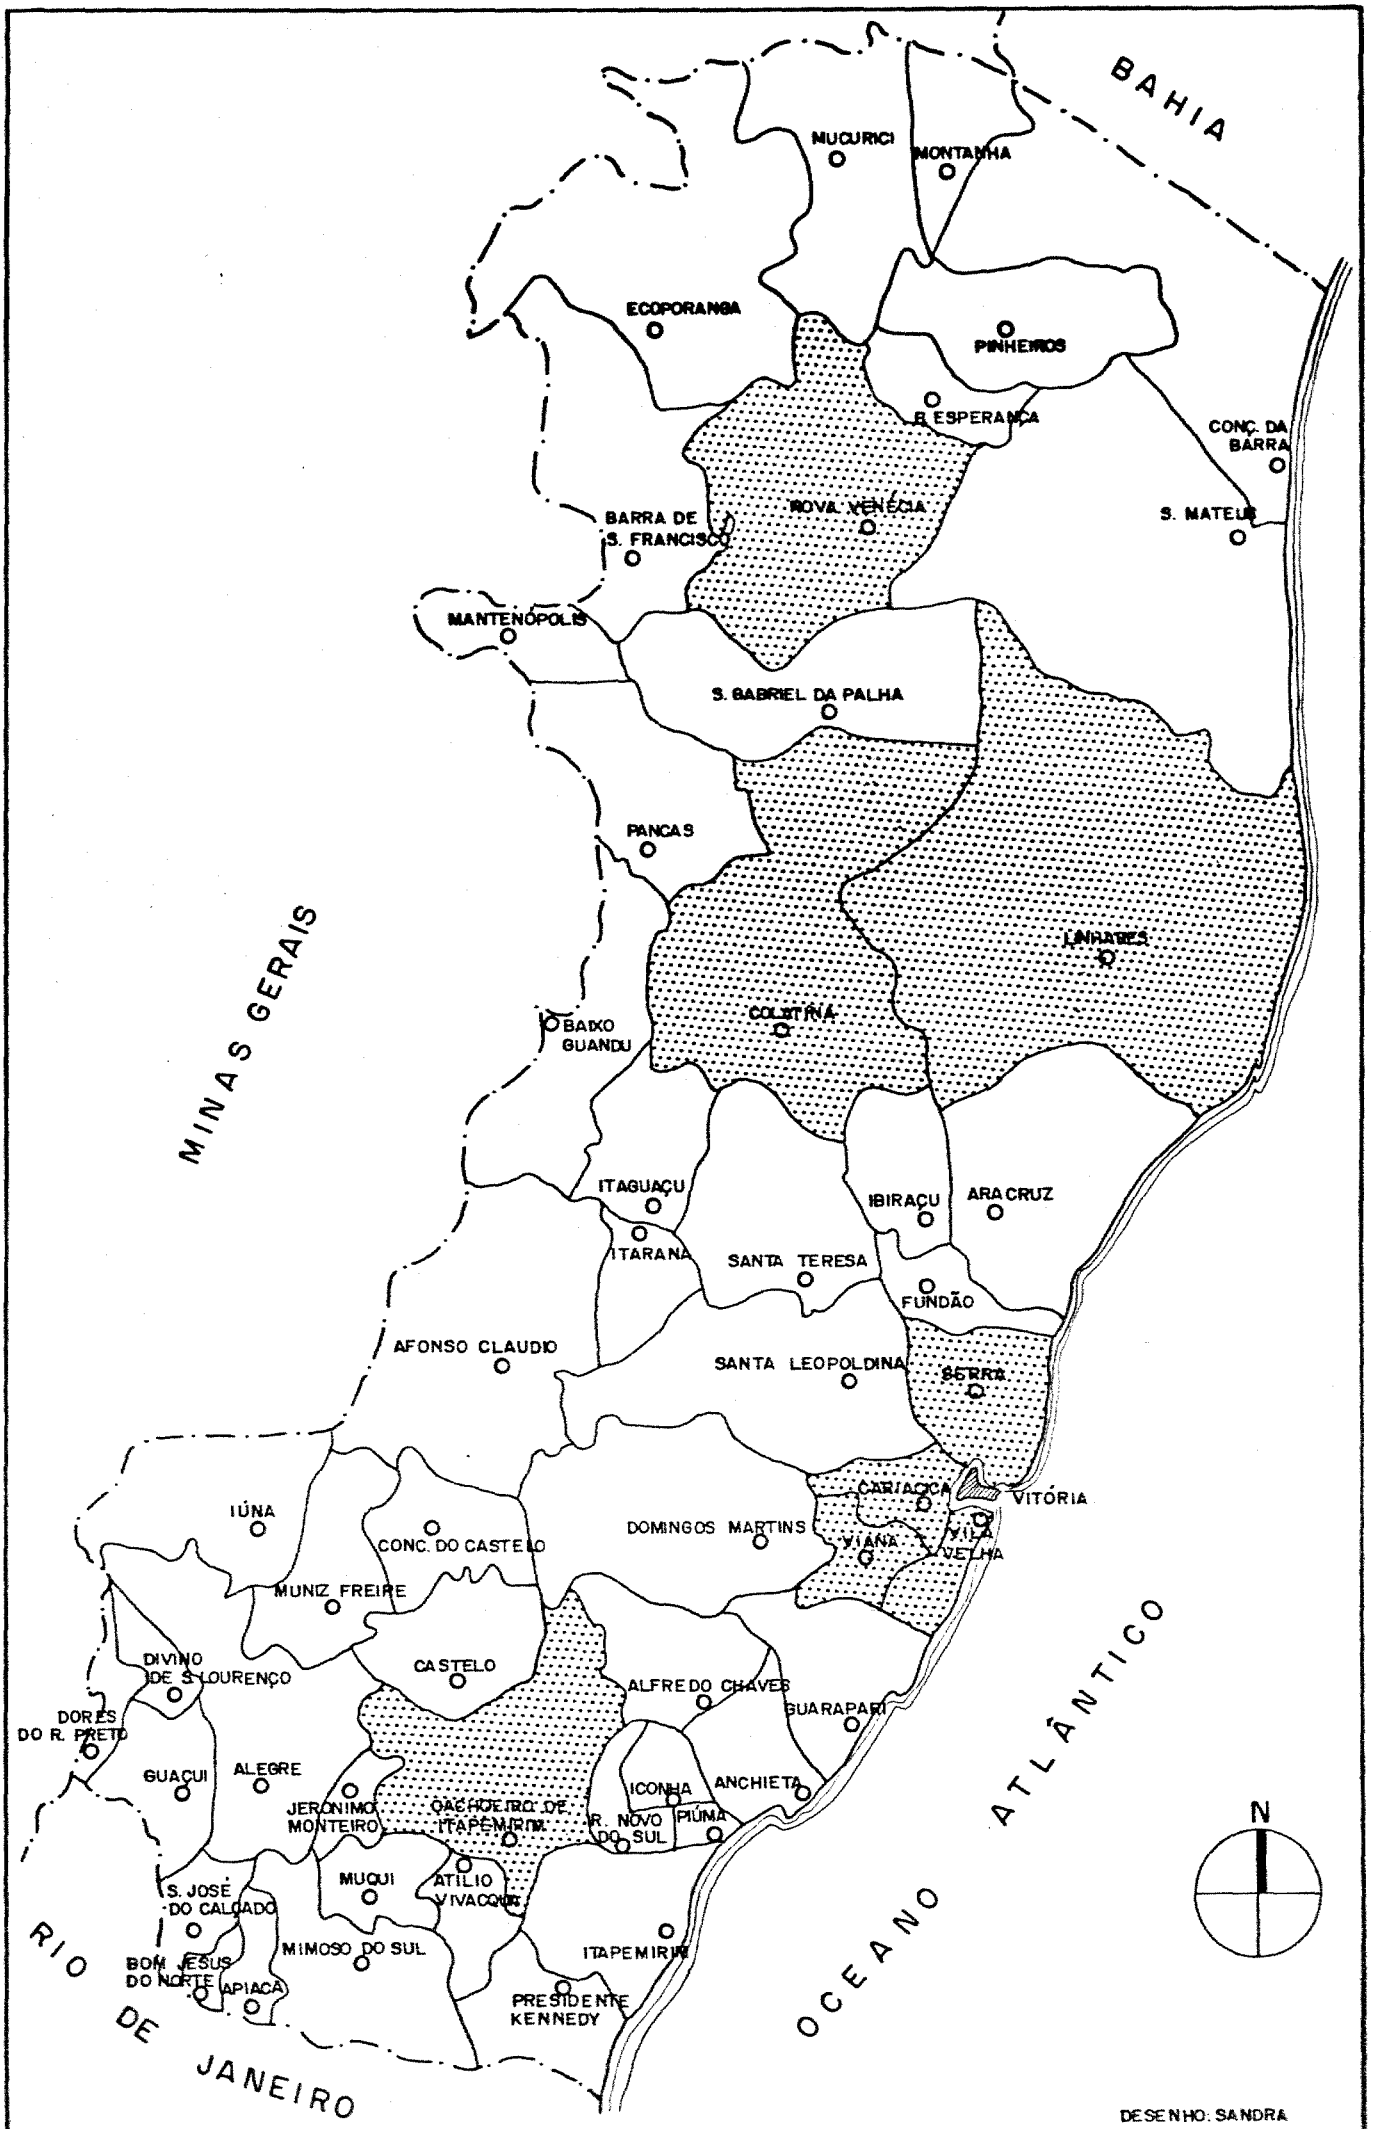 BAHIA
MUCURICI
MONTANHA
ECOPORANGA
PINHEIROS
B. ESPERANÇA
CONÇ. DA
BARRA
NOVA VENÉCIA
S. MATEUS
BARRA DE
S. FRANCISCO
MANTENÓPOLIS
S. GABRIEL DA PALHA
PANCAS
LINHARES
MINAS GERAIS
COLATINA
BAIXO
GUANDU
ITAGUAÇU
IBIRAÇU
ARACRUZ
ITARANA
SANTA TERESA
FUNDÃO
AFONSO CLAUDIO
SANTA LEOPOLDINA
SERRA
CARIACICA
VITÓRIA
IÚNA
DOMINGOS MARTINS
VILA
VELHA
VIANA
CONC. DO CASTELO
MUNIZ FREIRE
DIVINO
DE S. LOURENÇO
CASTELO
ALFREDO CHAVES
GUARAPARI
DORES
DO R. PRETO
GUAÇUI
ALEGRE
ICONHA
ANCHIETA
JERONIMO
MONTEIRO
CACHOEIRO DE
ITAPEMIRIM
R. NOVO
DO SUL
PIÚMA
N
MUQUI
ATILIO
VIVACQUA
S. JOSÉ
DO CALÇADO
MIMOSO DO SUL
ITAPEMIRIM
BOM JESUS
DO NORTE
APIACÁ
PRESIDENTE
KENNEDY
OCEANO ATLÂNTICO
RIO DE JANEIRO
DESENHO: SANDRA